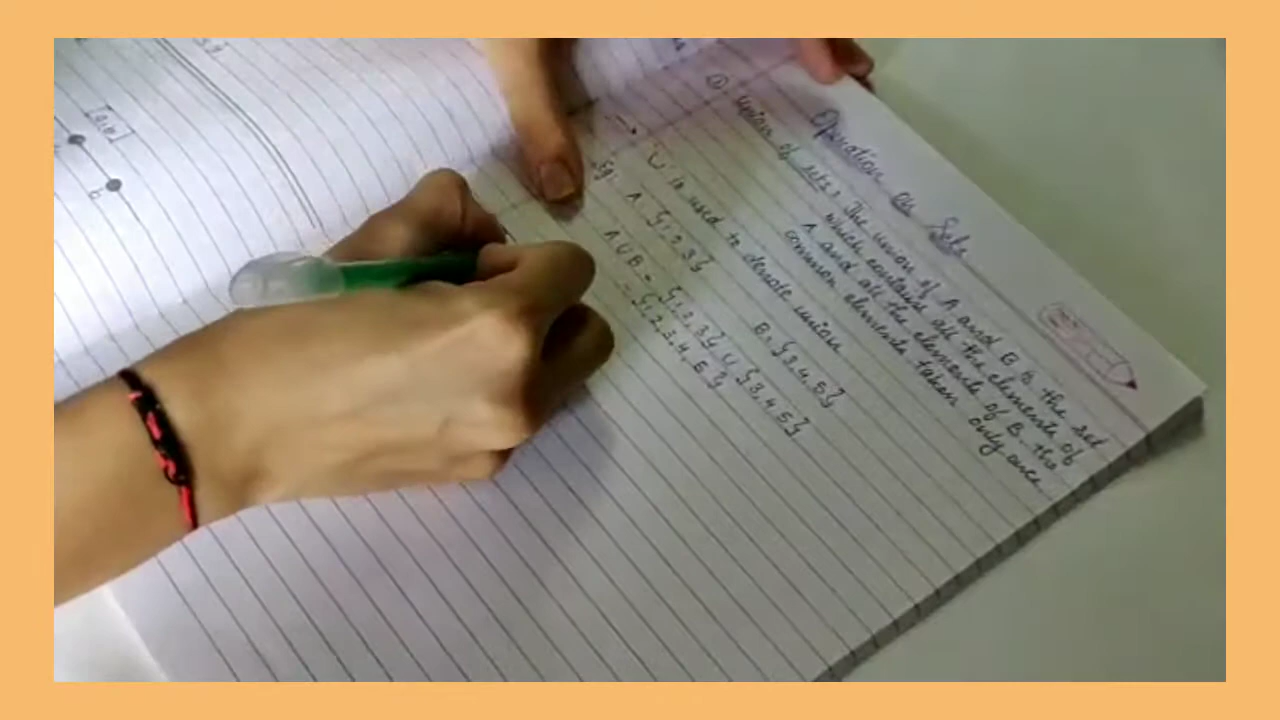 Operation on Sets
① Union of sets: The union of A and B is the set
which contains all the elements of
A and all the elements of B. the
common elements taken only once
→ 'U' is used to denote union
Eg: A = {1, 2, 3} B = {3, 4, 5}
A U B = {1, 2, 3} U {3, 4, 5}
= {1, 2, 3, 4, 5}
[a,b]
b